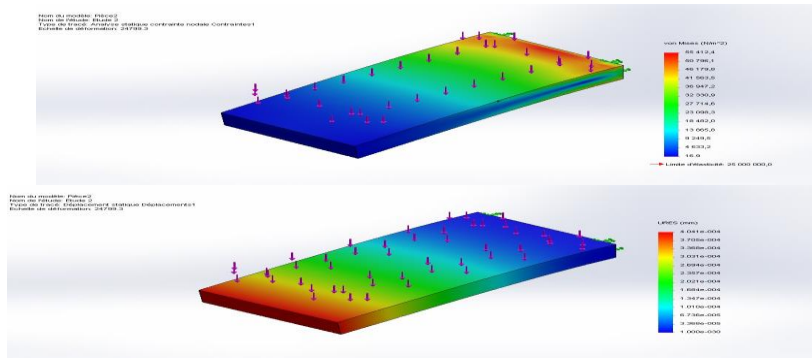 Nom du modèle: Pièce2
Nom de l'étude: Etude 2
Type de tracé: Analyse statique contrainte nodale Contraintes1
Echelle de déformation: 24799.3
von Mises (N/m^2)
55 412,4
50 796,1
46 179,8
41 563,5
36 947,2
32 330,9
27 714,6
23 098,3
18 482,0
13 865,8
9 249,5
4 633,2
16,9
Limite d'élasticité: 25 000 000,0
Nom du modèle: Pièce2
Nom de l'étude: Etude 2
Type de tracé: Déplacement statique Déplacements1
Echelle de déformation: 24799.3
URES (mm)
4.041e-004
3.705e-004
3.368e-004
3.031e-004
2.694e-004
2.357e-004
2.021e-004
1.684e-004
1.347e-004
1.010e-004
6.736e-005
3.368e-005
1.000e-030